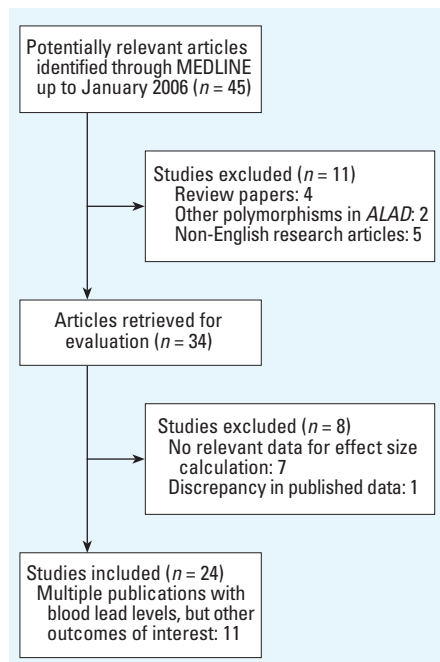 Potentially relevant articles
identified through MEDLINE
up to January 2006 (n = 45)
Studies excluded (n = 11)
Review papers: 4
Other polymorphisms in ALAD: 2
Non-English research articles: 5
Articles retrieved for
evaluation (n = 34)
Studies excluded (n = 8)
No relevant data for effect size
calculation: 7
Discrepancy in published data: 1
Studies included (n = 24)
Multiple publications with
blood lead levels, but other
outcomes of interest: 11